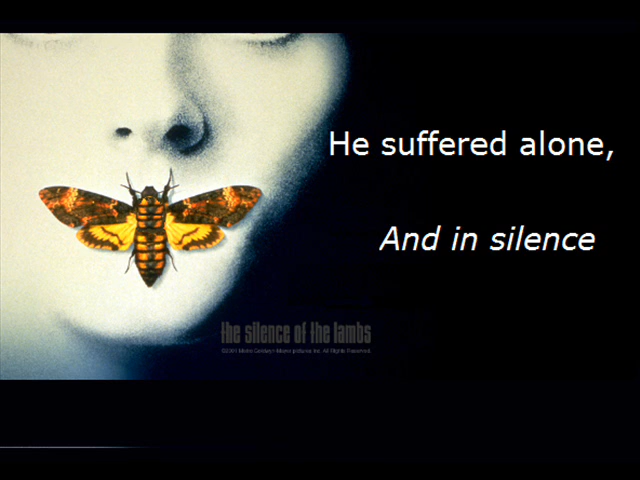 He suffered alone,
And in silence
the silence of the lambs